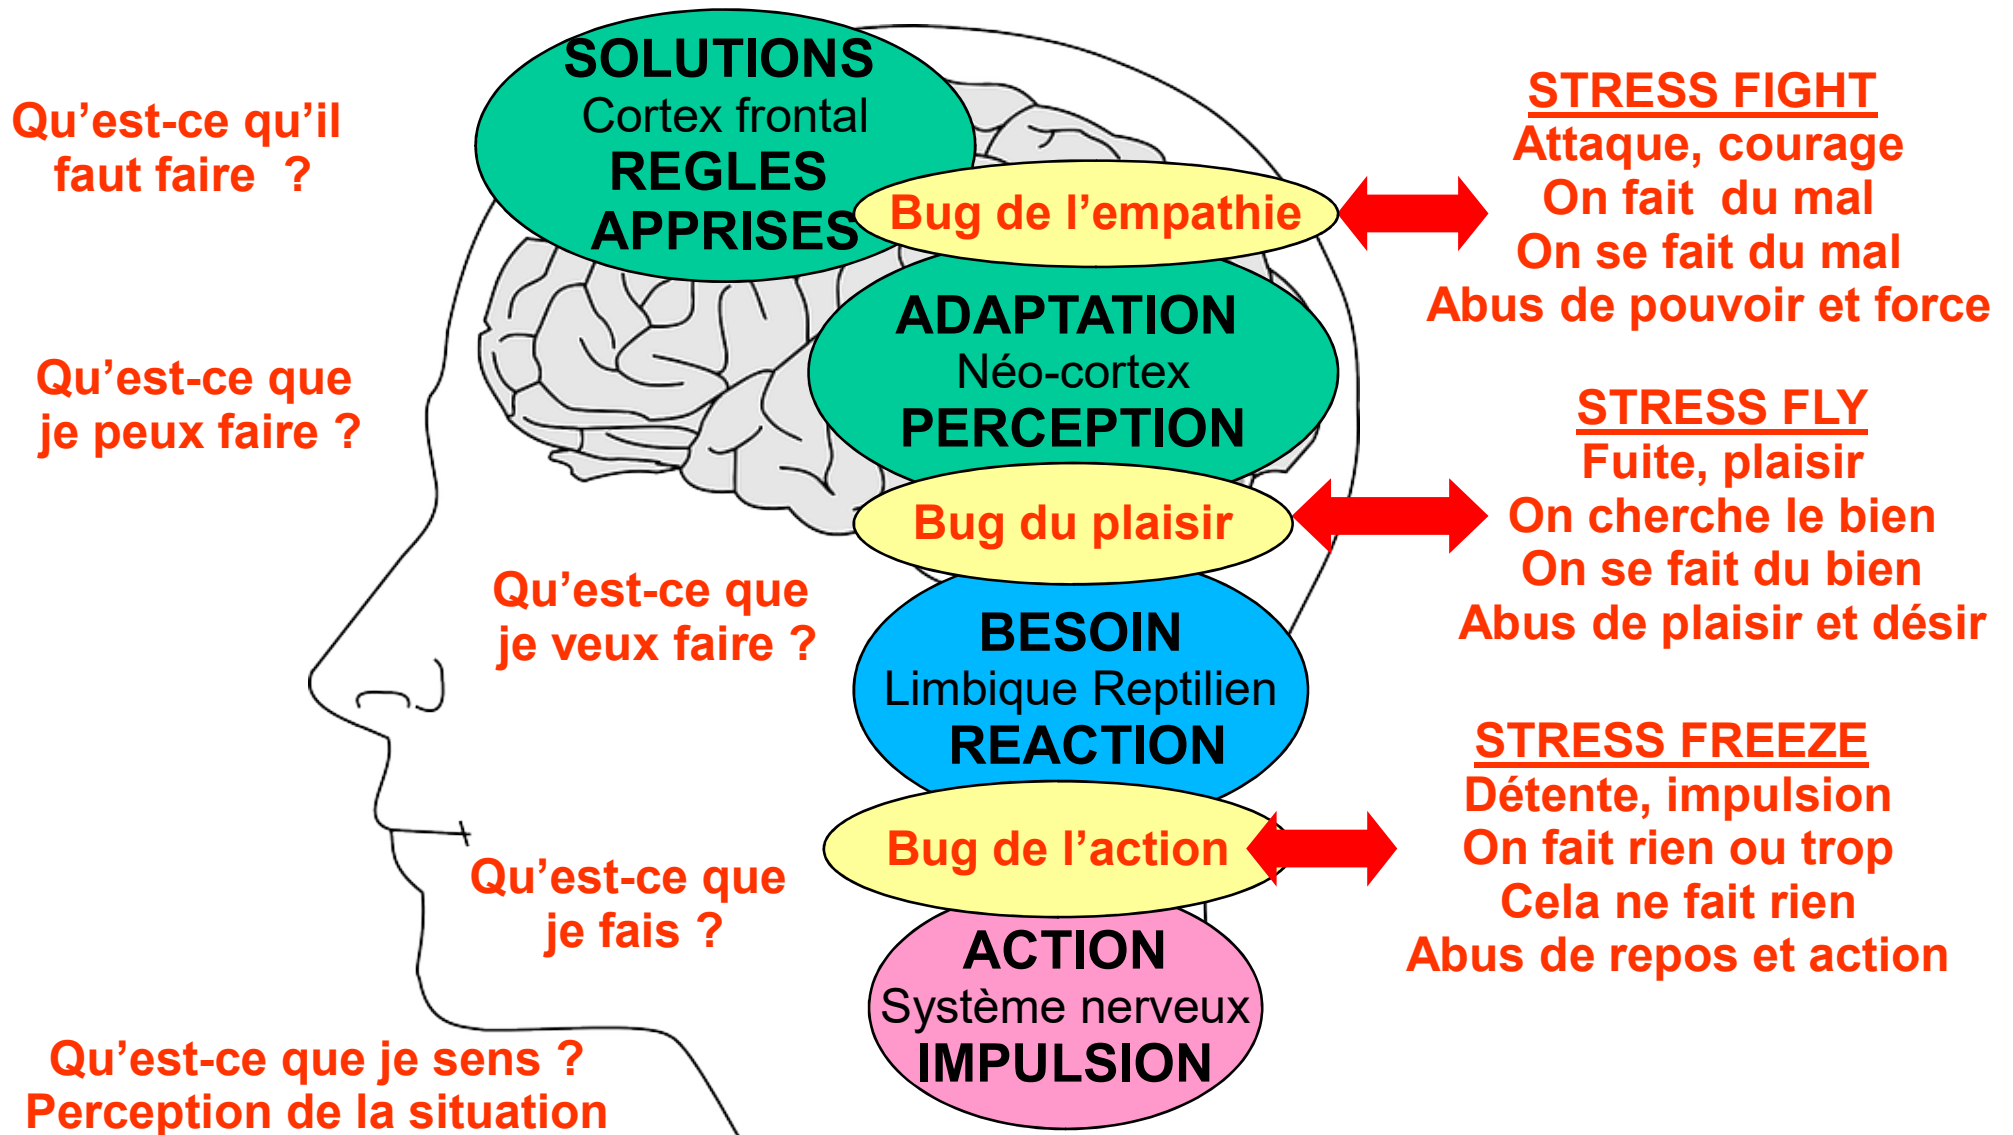 Qu’est-ce qu’il
faut faire ?
Qu’est-ce que
je peux faire ?
Qu’est-ce que
je veux faire ?
Qu’est-ce que
je fais ?
Qu’est-ce que je sens ?
Perception de la situation
SOLUTIONS
Cortex frontal
REGLES
APPRISES
Bug de l’empathie
ADAPTATION
Néo-cortex
PERCEPTION
Bug du plaisir
BESOIN
Limbique Reptilien
REACTION
Bug de l’action
ACTION
Système nerveux
IMPULSION
STRESS FIGHT
Attaque, courage
On fait du mal
On se fait du mal
Abus de pouvoir et force
STRESS FLY
Fuite, plaisir
On cherche le bien
On se fait du bien
Abus de plaisir et désir
STRESS FREEZE
Détente, impulsion
On fait rien ou trop
Cela ne fait rien
Abus de repos et action